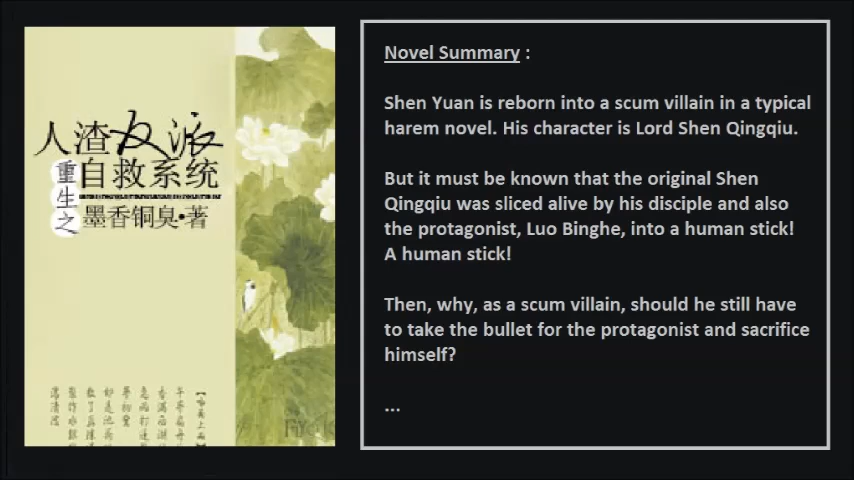 人渣反派
自救系统
重生之
墨香铜臭·著
Novel Summary :
Shen Yuan is reborn into a scum villain in a typical
harem novel. His character is Lord Shen Qingqiu.
But it must be known that the original Shen
Qingqiu was sliced alive by his disciple and also
the protagonist, Luo Binghe, into a human stick!
A human stick!
Then, why, as a scum villain, should he still have
to take the bullet for the protagonist and sacrifice
himself?
...